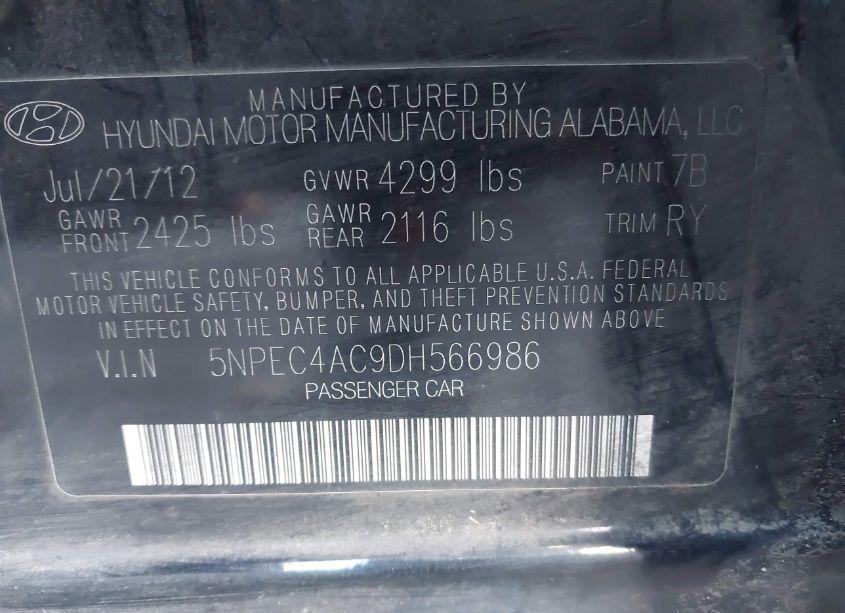 MANUFACTURED BY
HYUNDAI MOTOR MANUFACTURING ALABAMA, LLC
Jul/21/12 GVWR 4299 lbs PAINT 7B
GAWR FRONT 2425 lbs GAWR REAR 2116 lbs TRIM RY
THIS VEHICLE CONFORMS TO ALL APPLICABLE U.S.A. FEDERAL
MOTOR VEHICLE SAFETY, BUMPER, AND THEFT PREVENTION STANDARDS
IN EFFECT ON THE DATE OF MANUFACTURE SHOWN ABOVE
V.I.N 5NPEC4AC9DH566986
PASSENGER CAR